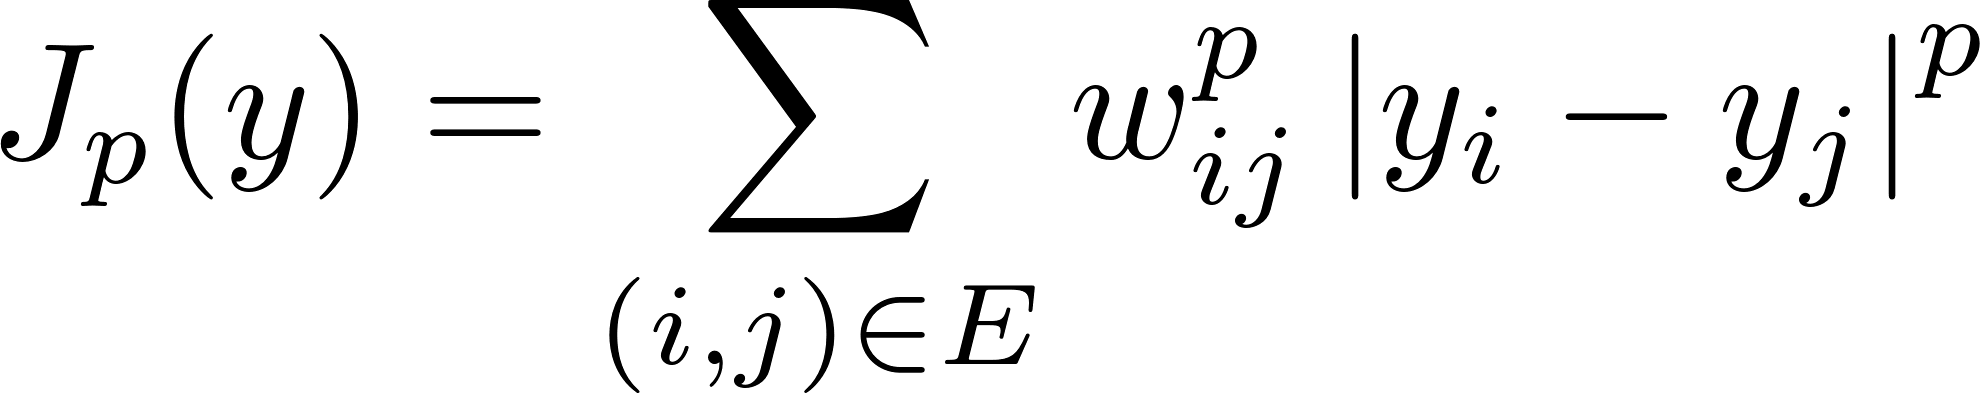 J_p(y) = \sum_{(i,j)\in E} w_{ij}^p |y_i - y_j|^p